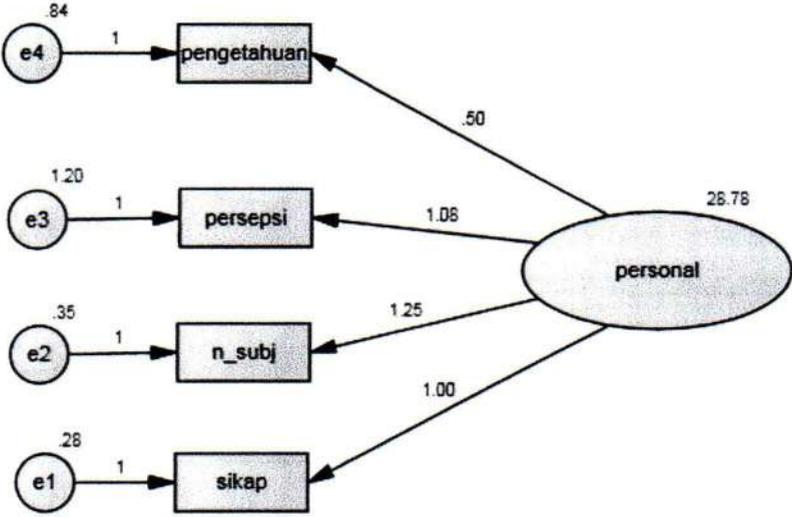 .84
e4
1
pengetahuan
.50
1.20
e3
1
persepsi
1.08
28.78
personal
.35
e2
1
n_subj
1.25
1.00
.28
e1
1
sikap